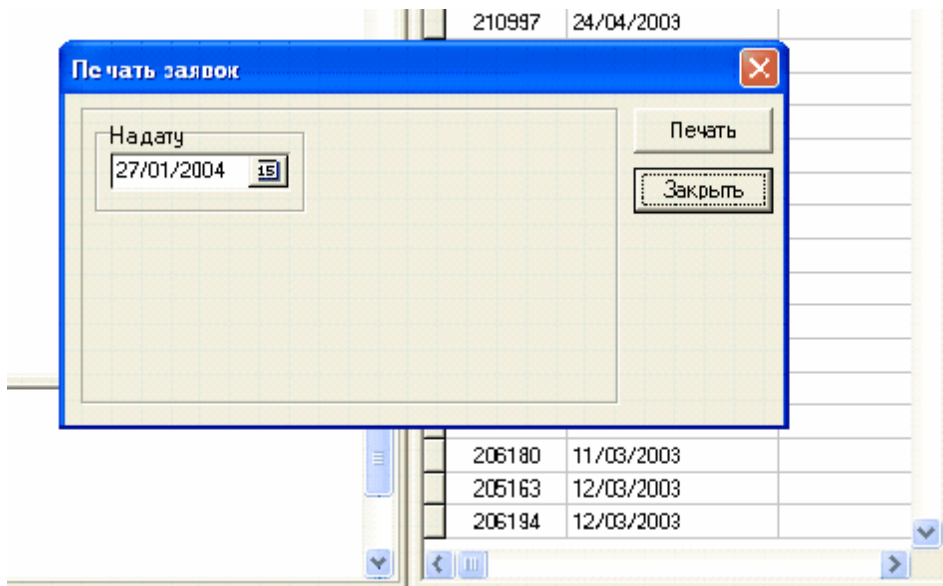 210997 24/04/2003
Печать заявок
На дату
27/01/2004 15
Печать
Закрыть
206180 11/03/2003
205163 12/03/2003
206194 12/03/2003